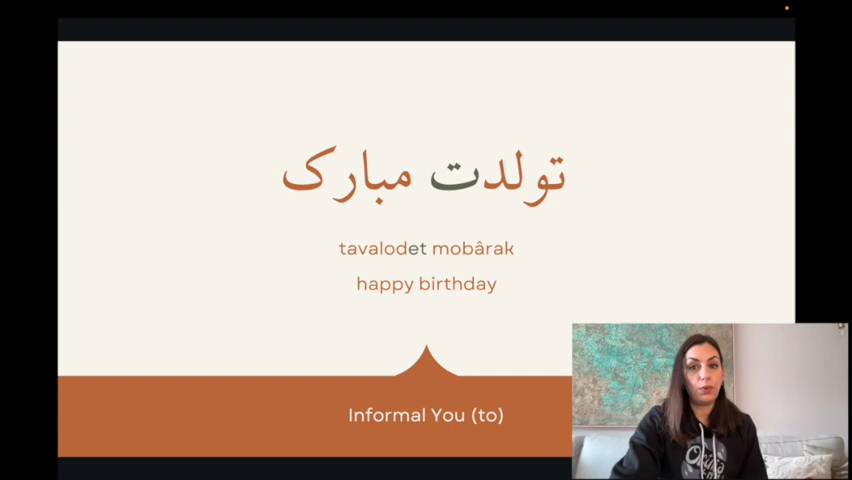 تولدت مبارک
tavalodet mobârak
happy birthday
Informal You (to)